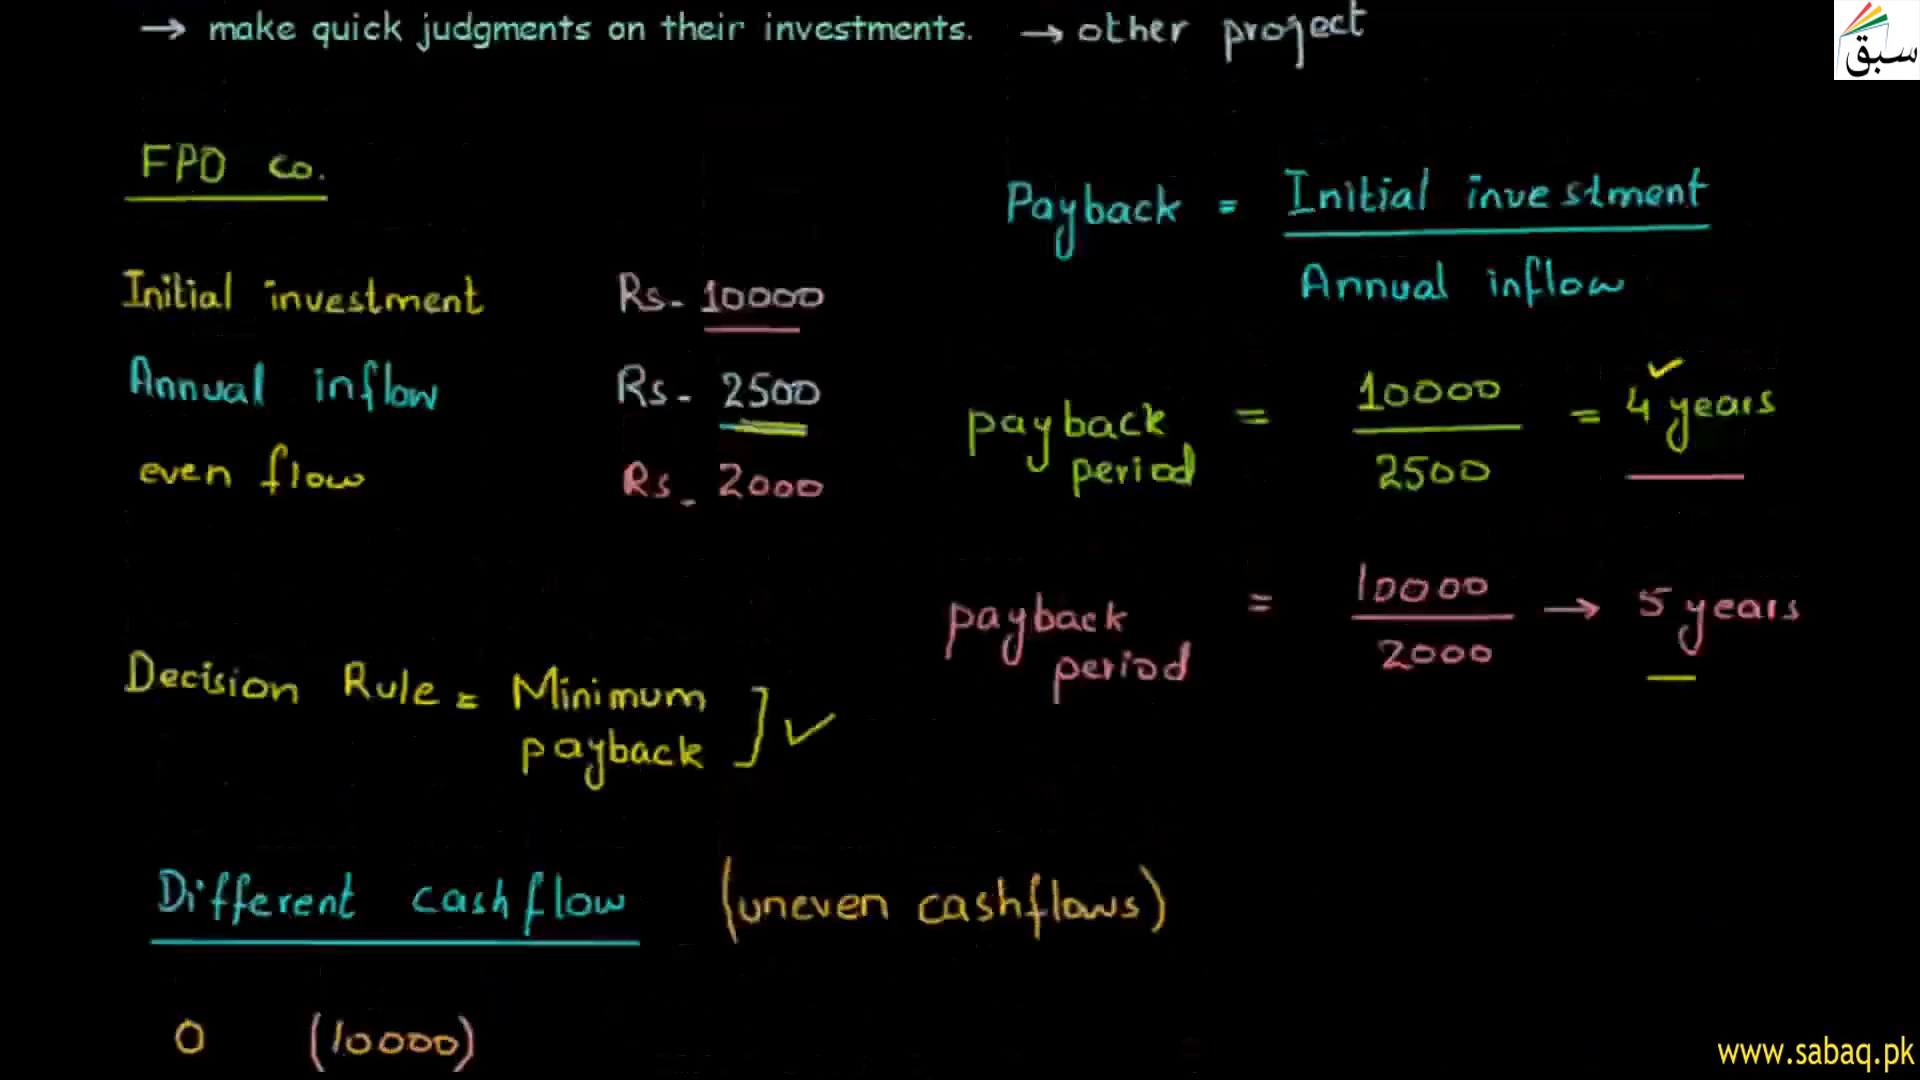 → make quick judgments on their investments. → other project
سبق
FPD Co.
Payback = Initial investment
Annual inflow
Initial investment Rs- 10000
Annual inflow Rs- 2500
even flow Rs- 2000
payback period = 10000 / 2500 = 4 years ✓
payback period = 10000 / 2000 → 5 years
Decision Rule = Minimum
payback ] ✓
Different cashflow (uneven cashflows)
0 (10000)
www.sabaq.pk